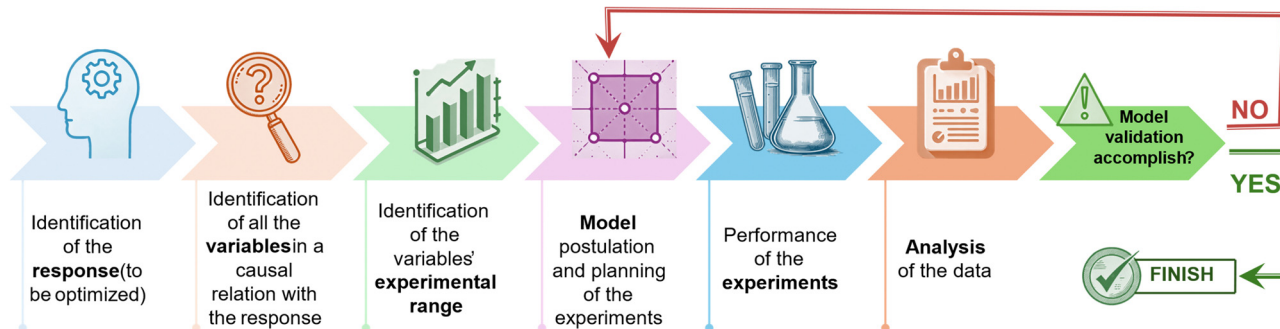 Identification
of the
response(to
be optimized)
Identification
of all the
variablesin a
causal
relation with
the response
Identification
of the
variables'
experimental
range
Model
postulation
and planning
of the
experiments
Performance
of the
experiments
Analysis
of the data
Model
validation
accomplish?
NO
YES
FINISH